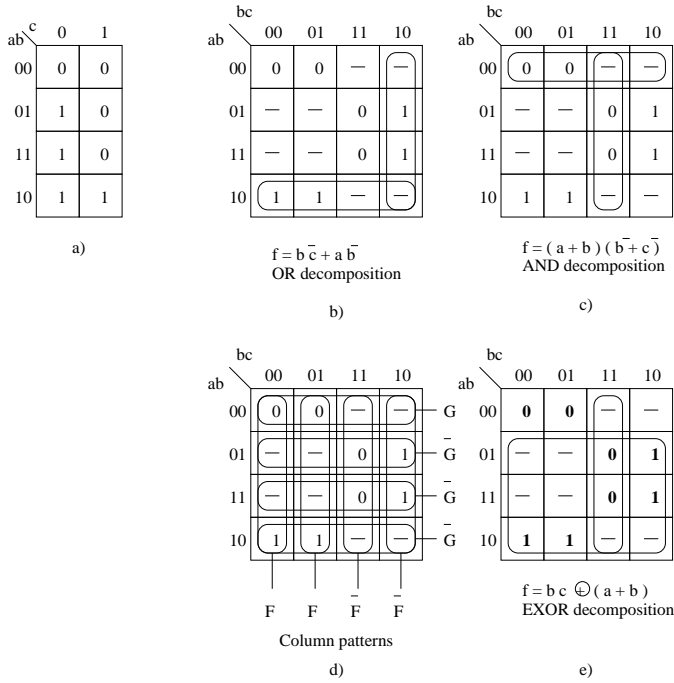 c
ab
0 1
00 0 0
01 1 0
11 1 0
10 1 1
a)
bc
ab
00 01 11 10
00 0 0 — —
01 — — 0 1
11 — — 0 1
10 1 1 — —
f = b c̄ + a b̄
OR decomposition
b)
bc
ab
00 01 11 10
00 0 0 — —
01 — — 0 1
11 — — 0 1
10 1 1 — —
f = ( a + b ) ( b̄ + c̄ )
AND decomposition
c)
bc
ab
00 01 11 10
00 0 0 — — G
01 — — 0 1 Ḡ
11 — — 0 1 Ḡ
10 1 1 — — Ḡ
F F F̄ F̄
Column patterns
d)
bc
ab
00 01 11 10
00 0 0 — —
01 — — 0 1
11 — — 0 1
10 1 1 — —
f = b c ⊕ ( a + b )
EXOR decomposition
e)